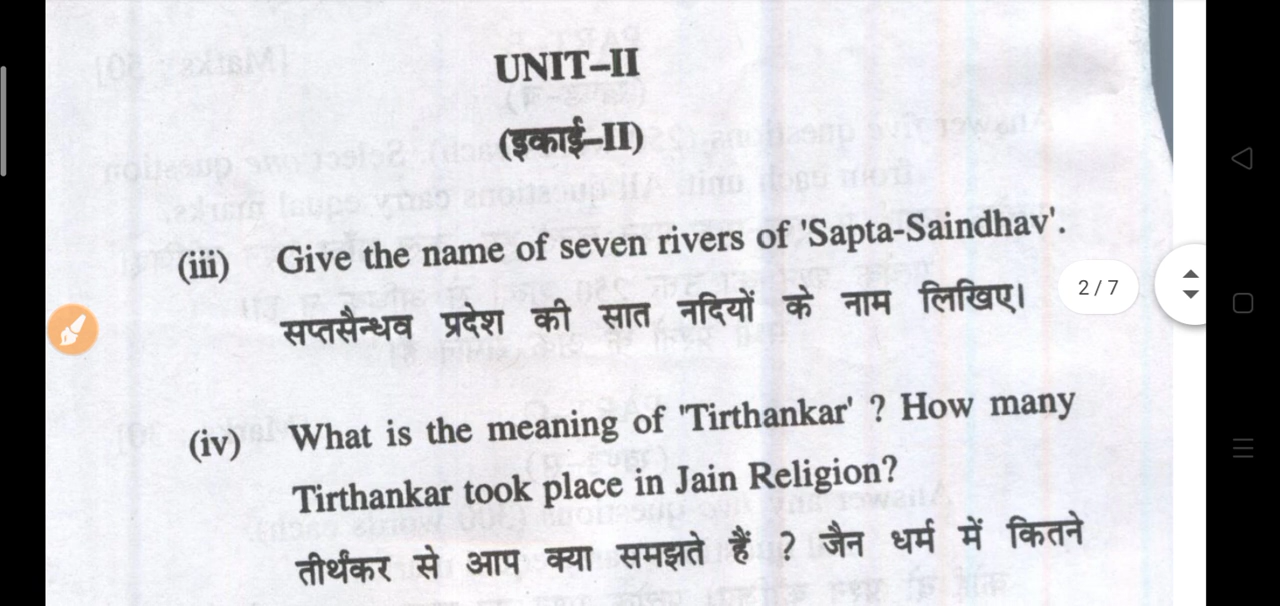 UNIT–II
(इकाई–II)
(iii) Give the name of seven rivers of 'Sapta-Saindhav'.
सप्तसैन्धव प्रदेश की सात नदियों के नाम लिखिए।
2 / 7
(iv) What is the meaning of 'Tirthankar' ? How many
Tirthankar took place in Jain Religion?
तीर्थंकर से आप क्या समझते हैं ? जैन धर्म में कितने